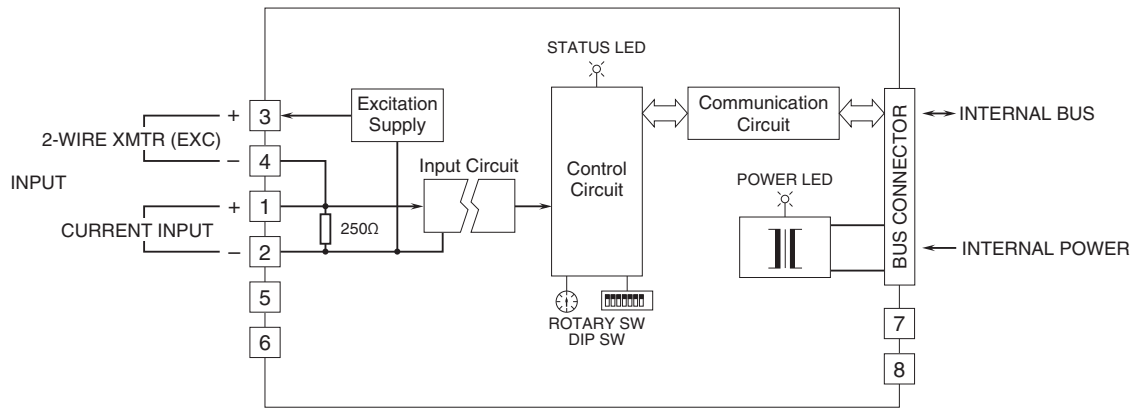 STATUS LED
Excitation
Supply
3
+
2-WIRE XMTR (EXC)
–
4
INPUT
1
+
CURRENT INPUT
–
2
5
6
250Ω
Input Circuit
Control
Circuit
ROTARY SW
DIP SW
Communication
Circuit
POWER LED
BUS CONNECTOR
INTERNAL BUS
INTERNAL POWER
7
8